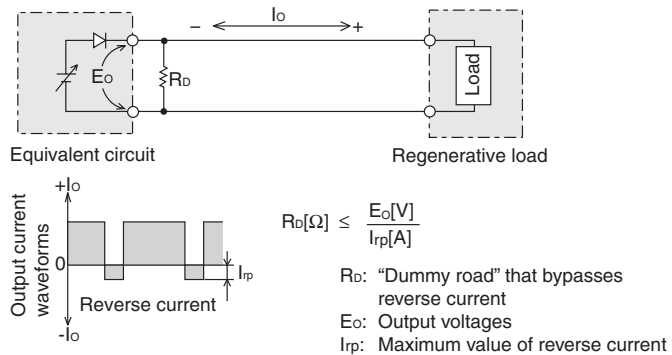 IO
− +
EO
RD
Load
Equivalent circuit
Regenerative load
+IO
Output current
waveforms
0
Irp
Reverse current
-IO
RD[Ω] ≤ EO[V]
Irp[A]
RD: “Dummy road” that bypasses
reverse current
EO: Output voltages
Irp: Maximum value of reverse current